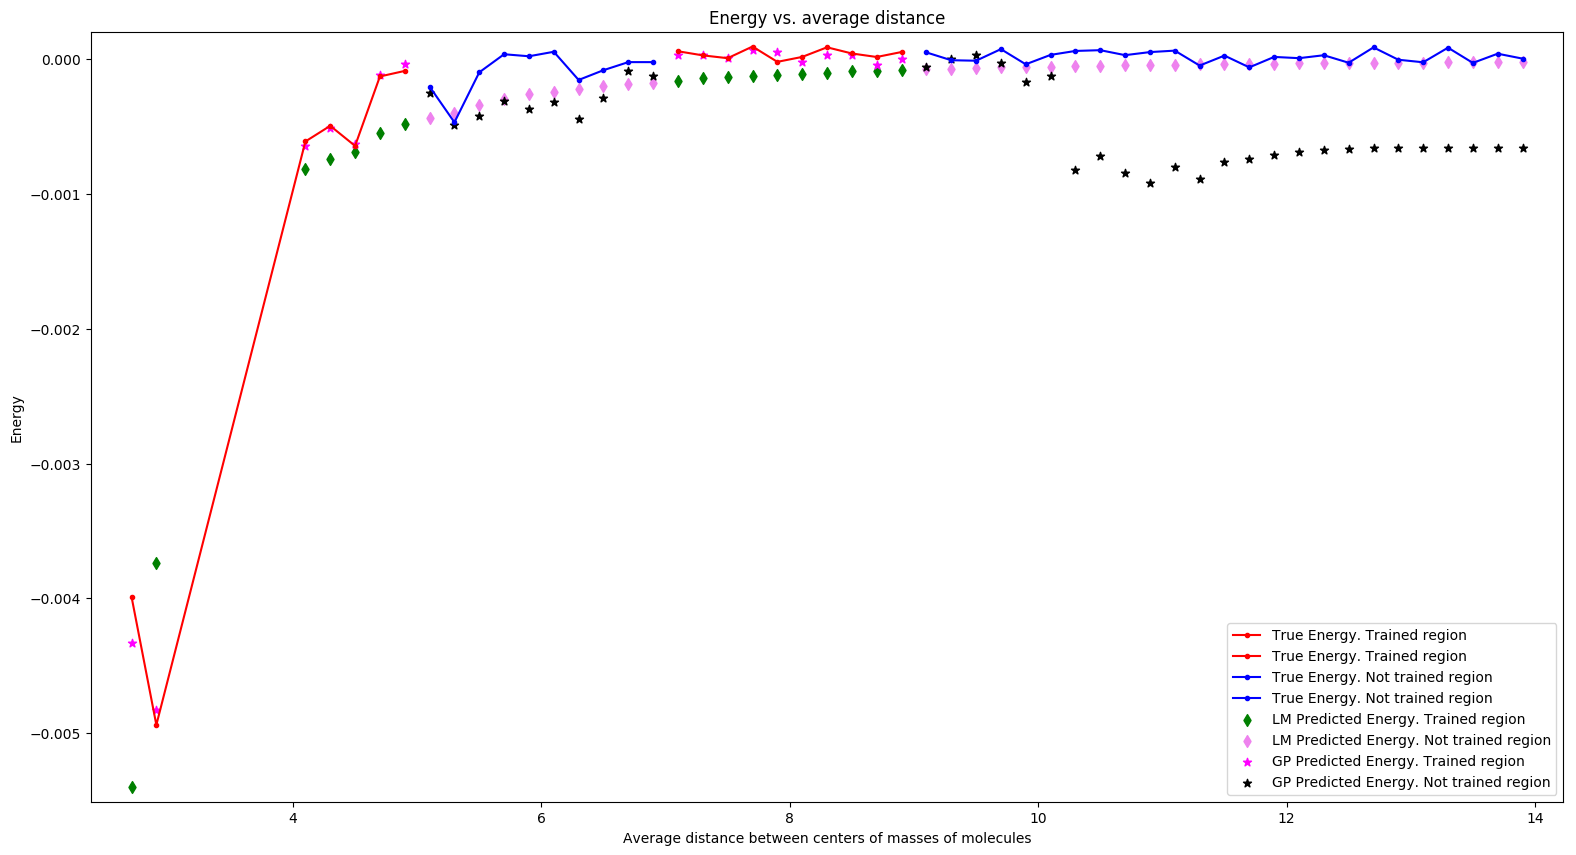 Energy vs. average distance
Energy
0.000
−0.001
−0.002
−0.003
−0.004
−0.005
4
6
8
10
12
14
Average distance between centers of masses of molecules
True Energy. Trained region
True Energy. Trained region
True Energy. Not trained region
True Energy. Not trained region
LM Predicted Energy. Trained region
LM Predicted Energy. Not trained region
GP Predicted Energy. Trained region
GP Predicted Energy. Not trained region